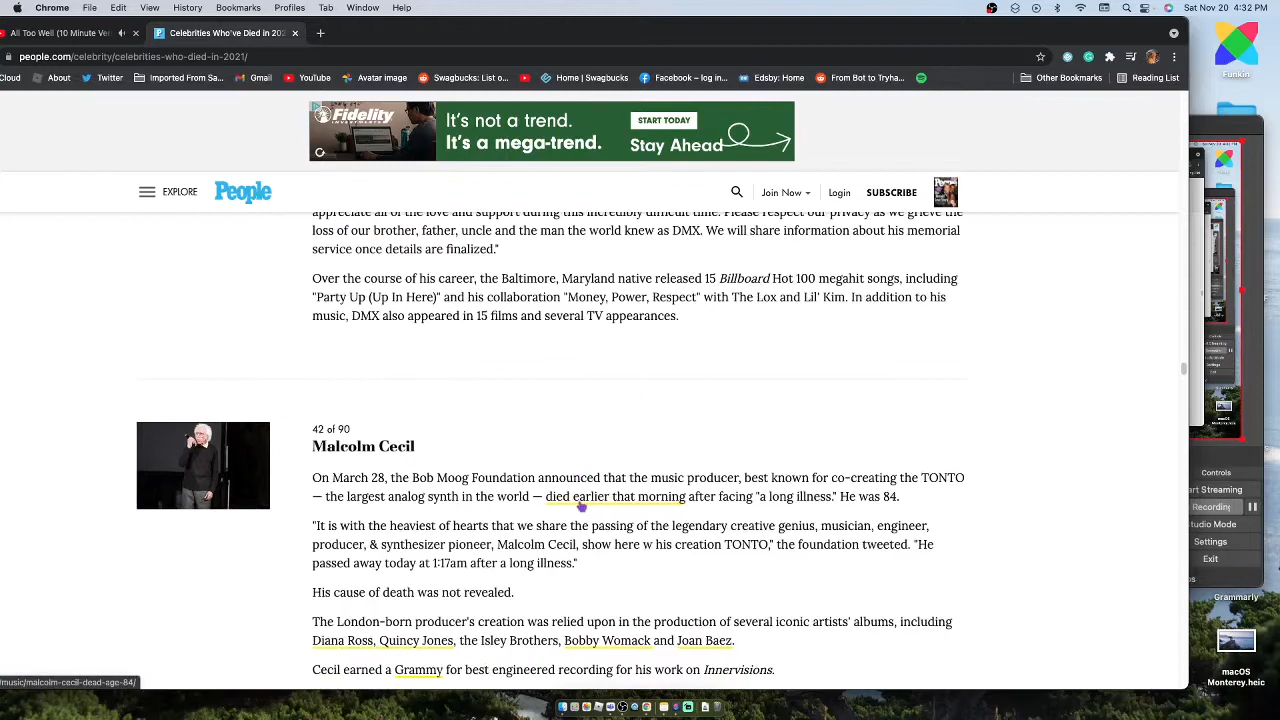 Chrome File Edit View History Bookmarks Profiles Tab Window Help Sat Nov 20 4:32 PM
All Too Well (10 Minute Ver Celebrities Who've Died in 202
people.com/celebrity/celebrities-who-died-in-2021/
Cloud About Twitter Imported From Sa... Gmail YouTube Avatar image Swagbucks: List o... Home | Swagbucks Facebook – log in... Edsby: Home From Bot to Tryha... Other Bookmarks Reading List
Funkin
Fidelity
INVESTMENTS
It's not a trend.
It's a mega-trend.
START TODAY
Stay Ahead
EXPLORE People Join Now Login SUBSCRIBE
appreciate all of the love and support during this incredibly difficult time. Please respect our privacy as we grieve the
loss of our brother, father, uncle and the man the world knew as DMX. We will share information about his memorial
service once details are finalized."
Over the course of his career, the Baltimore, Maryland native released 15 Billboard Hot 100 megahit songs, including
"Party Up (Up In Here)" and his collaboration "Money, Power, Respect" with The Lox and Lil' Kim. In addition to his
music, DMX also appeared in 15 films and several TV appearances.
42 of 90
Malcolm Cecil
On March 28, the Bob Moog Foundation announced that the music producer, best known for co-creating the TONTO
— the largest analog synth in the world — died earlier that morning after facing "a long illness." He was 84.
"It is with the heaviest of hearts that we share the passing of the legendary creative genius, musician, engineer,
producer, & synthesizer pioneer, Malcolm Cecil, show here w his creation TONTO," the foundation tweeted. "He
passed away today at 1:17am after a long illness."
His cause of death was not revealed.
The London-born producer's creation was relied upon in the production of several iconic artists' albums, including
Diana Ross, Quincy Jones, the Isley Brothers, Bobby Womack and Joan Baez.
Cecil earned a Grammy for best engineered recording for his work on Innervisions.
/music/malcolm-cecil-dead-age-84/
Controls
art Streaming
Recording
tudio Mode
Settings
Exit
Grammarly
macOS
Monterey.heic